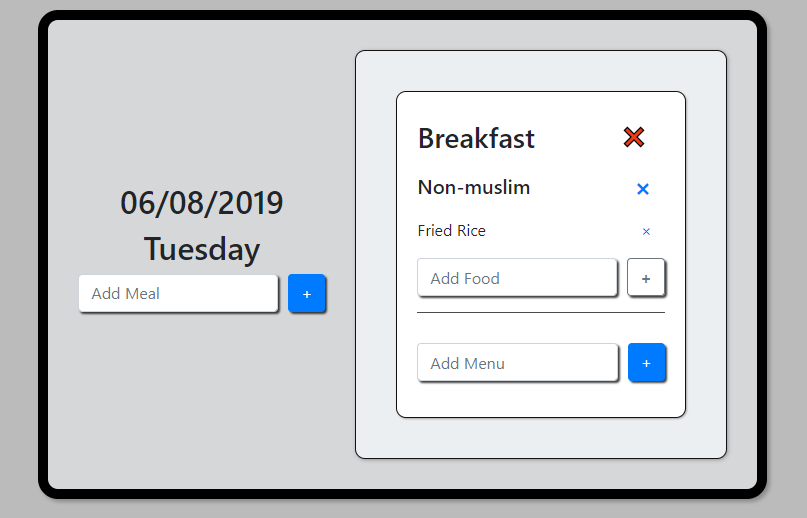 06/08/2019
Tuesday
Add Meal +
Breakfast ❌
Non-muslim ×
Fried Rice ×
Add Food +
Add Menu +